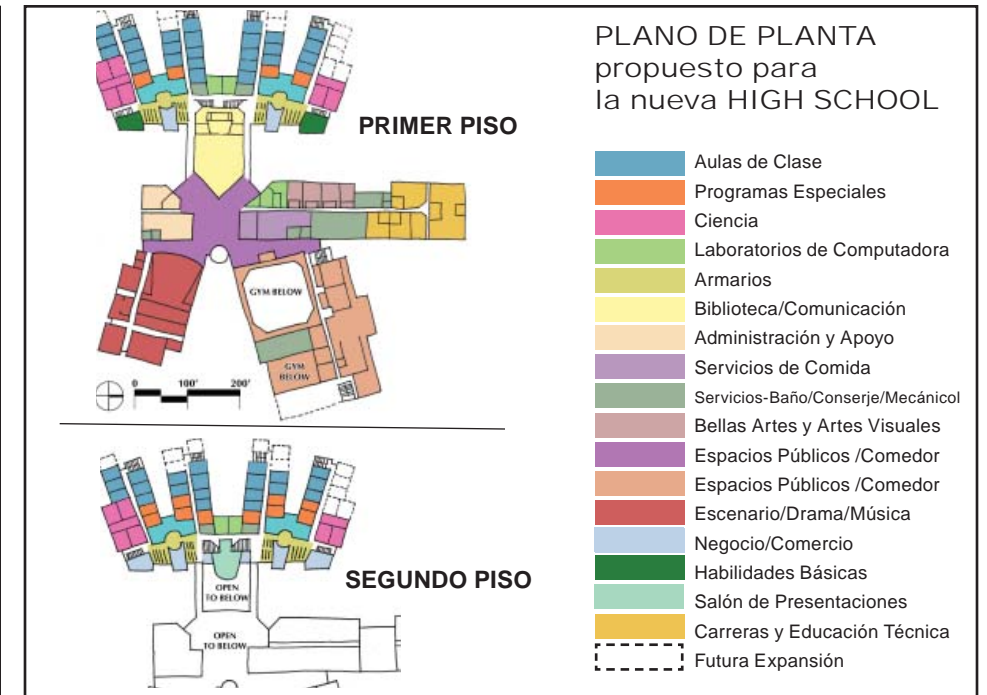 PLANO DE PLANTA
propuesto para
la nueva HIGH SCHOOL
PRIMER PISO
GYM BELOW
GYM
BELOW
0 100' 200'
SEGUNDO PISO
OPEN
TO BELOW
OPEN
TO BELOW
Aulas de Clase
Programas Especiales
Ciencia
Laboratorios de Computadora
Armarios
Biblioteca/Comunicación
Administración y Apoyo
Servicios de Comida
Servicios-Baño/Conserje/Mecánicol
Bellas Artes y Artes Visuales
Espacios Públicos /Comedor
Espacios Públicos /Comedor
Escenario/Drama/Música
Negocio/Comercio
Habilidades Básicas
Salón de Presentaciones
Carreras y Educación Técnica
Futura Expansión